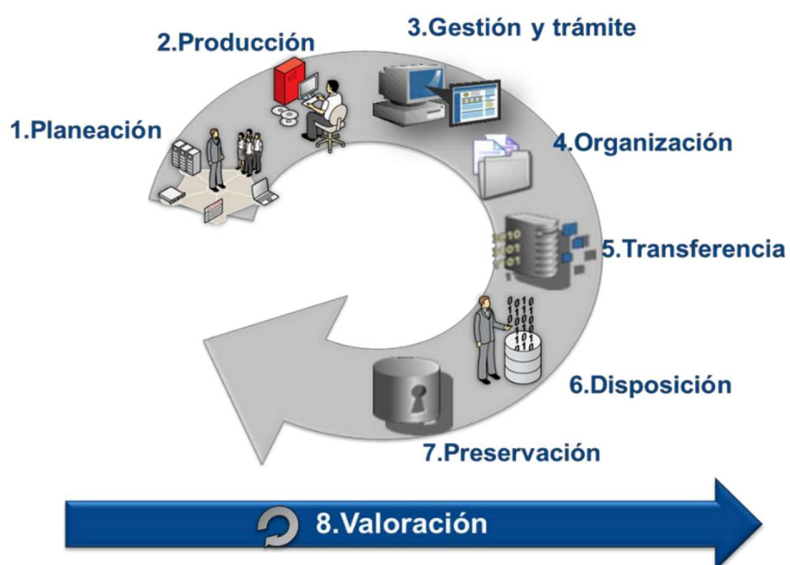 1.Planeación
2.Producción
3.Gestión y trámite
4.Organización
5.Transferencia
6.Disposición
7.Preservación
8.Valoración